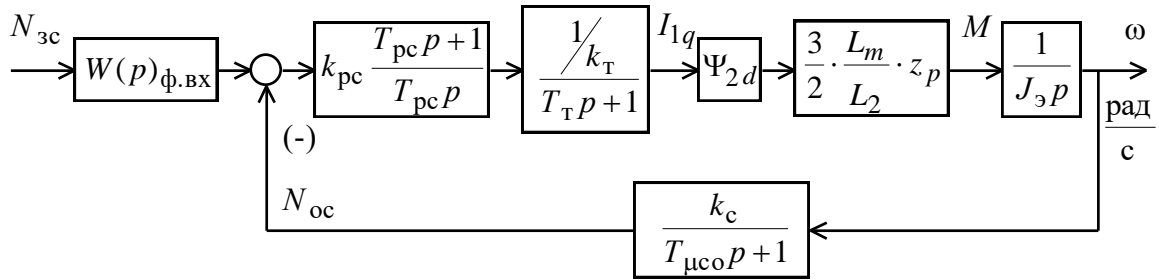 N_зс
W(p)_ф.вх
k_рс (T_рс p + 1)/(T_рс p)
(1/k_т)/(T_т p + 1)
I_1q
Ψ_2d
3/2 · L_m/L_2 · z_p
M
1/(J_э p)
ω
рад/с
(-)
N_ос
k_с/(T_μсо p + 1)